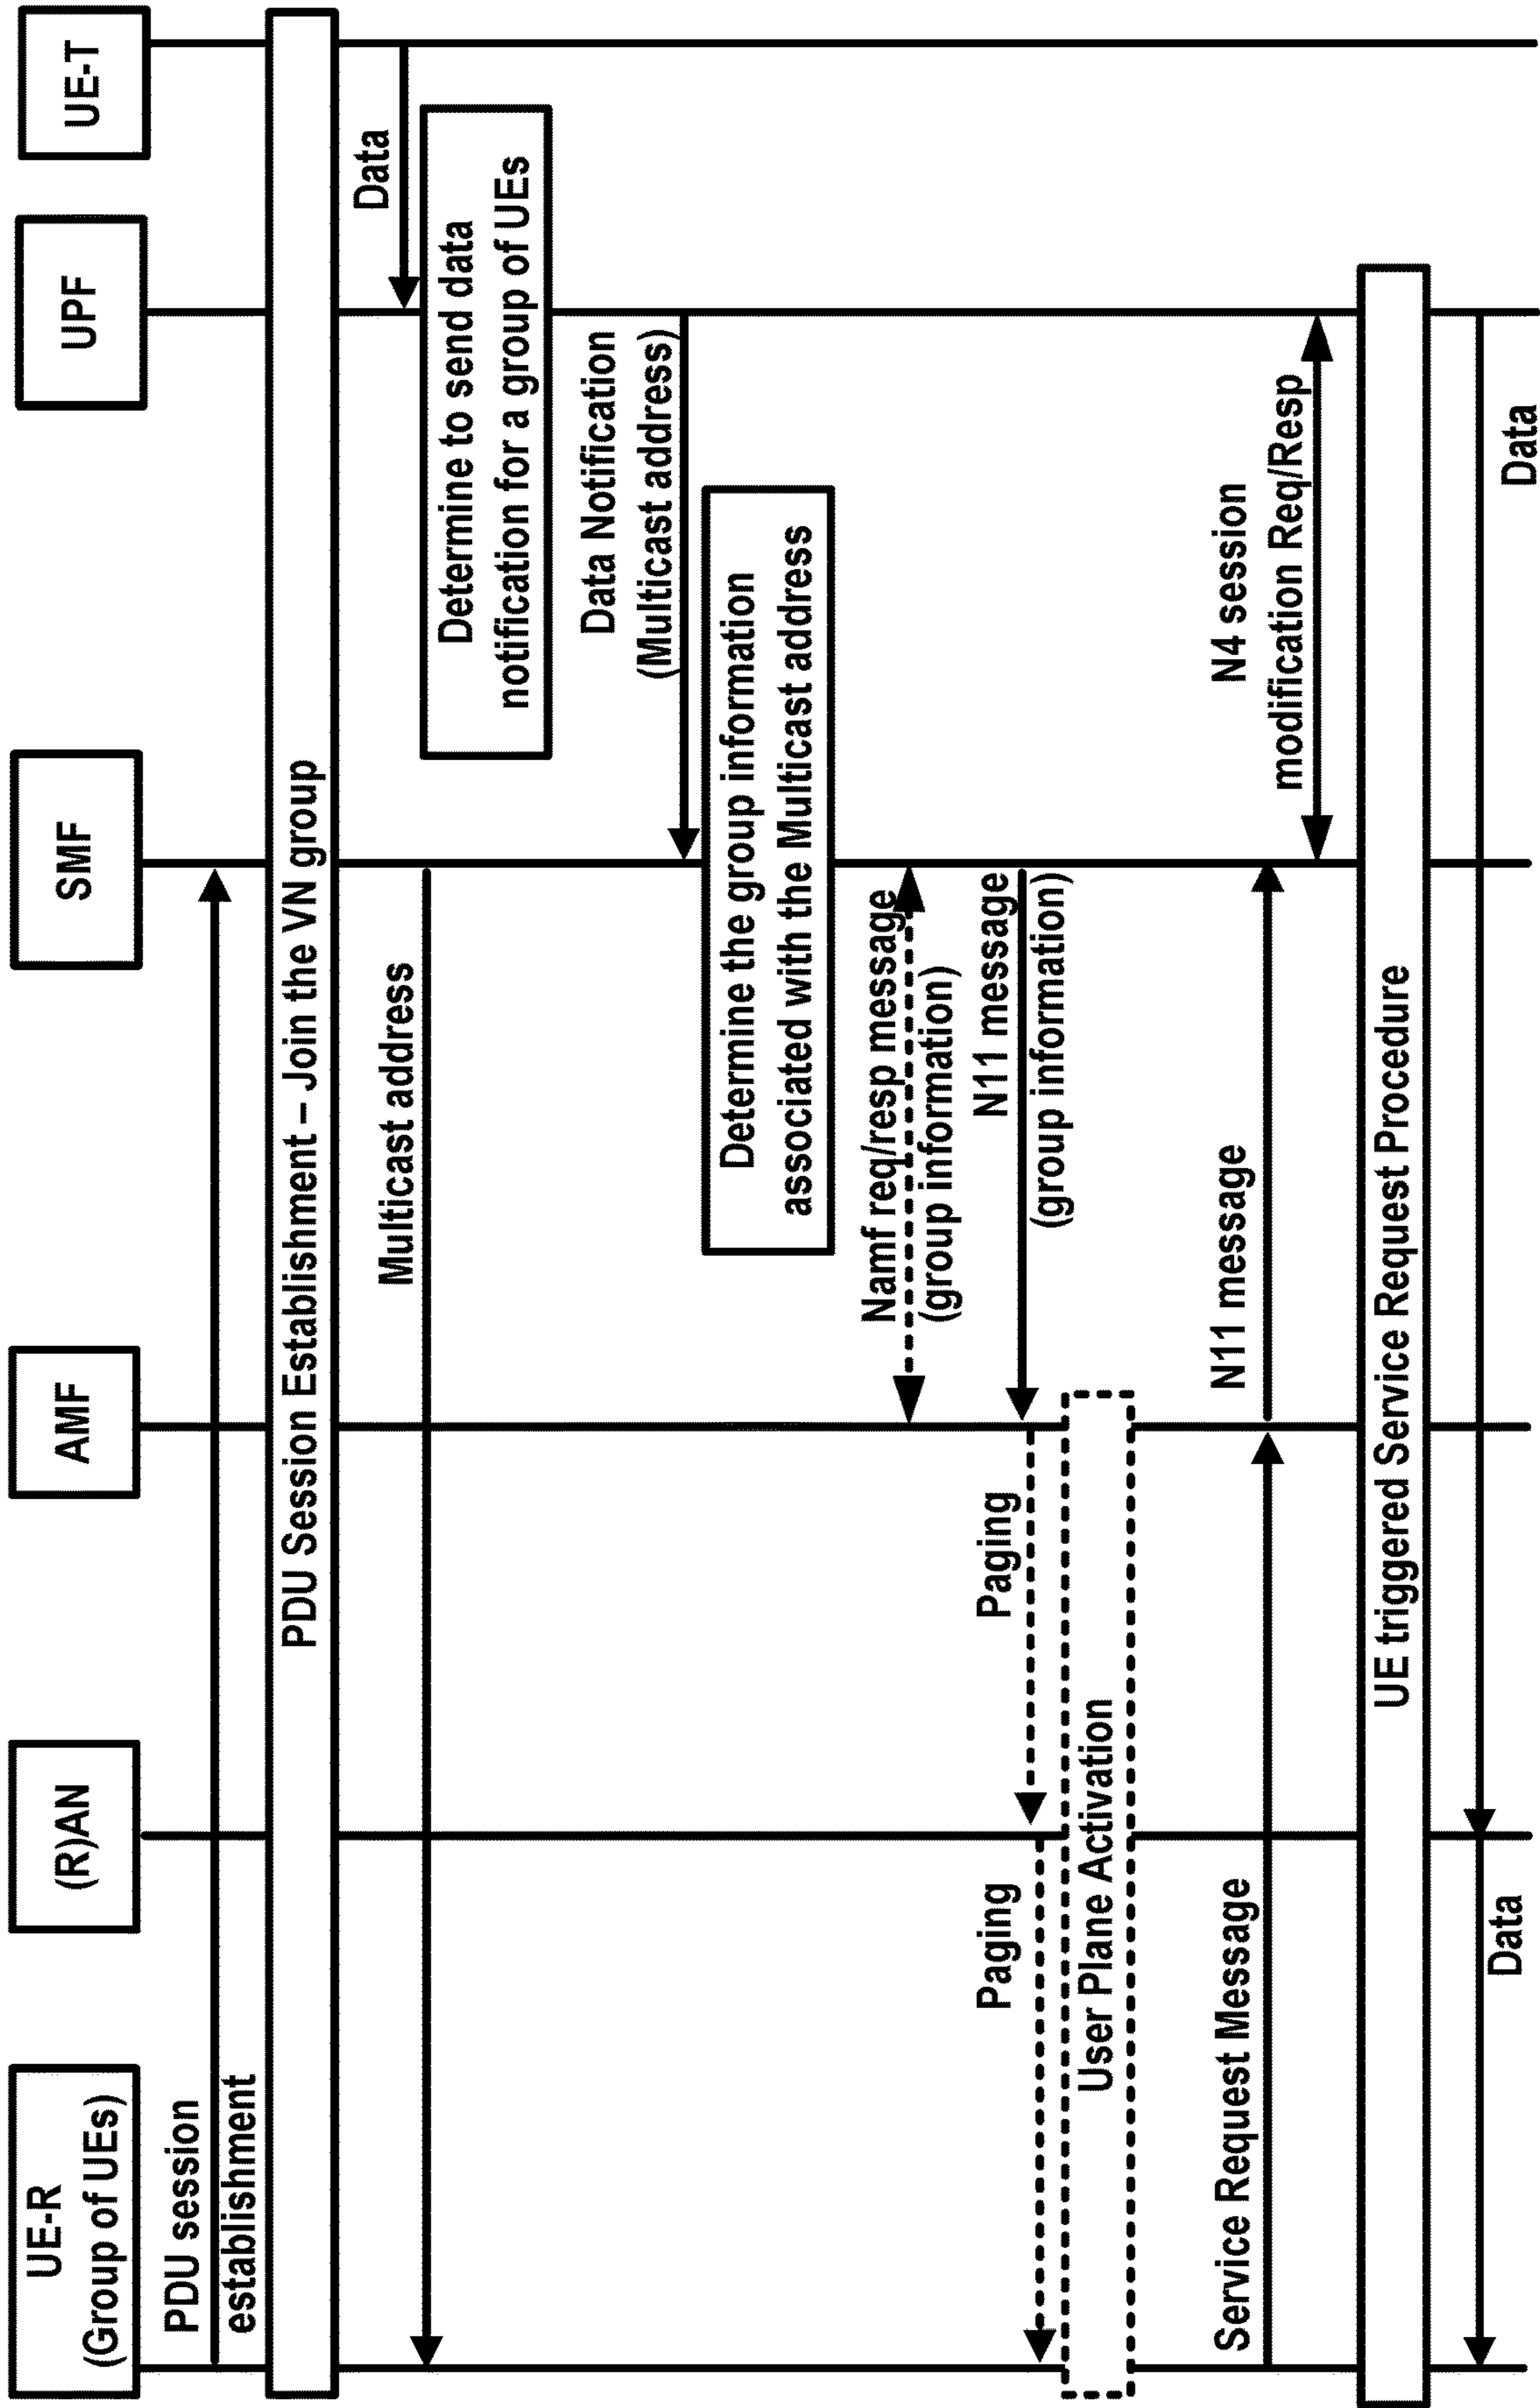 UE-R
(Group of UEs)
(R)AN
AMF
SMF
UPF
UE-T
PDU session
establishment
PDU Session Establishment – Join the VN group
Data
Multicast address
Determine to send data
notification for a group of UEs
Data Notification
(Multicast address)
Determine the group information
associated with the Multicast address
Namf req/resp message
(group information)
N11 message
(group information)
Paging
Paging
User Plane Activation
Service Request Message
N11 message
N4 session
modification Req/Resp
UE triggered Service Request Procedure
Data
Data